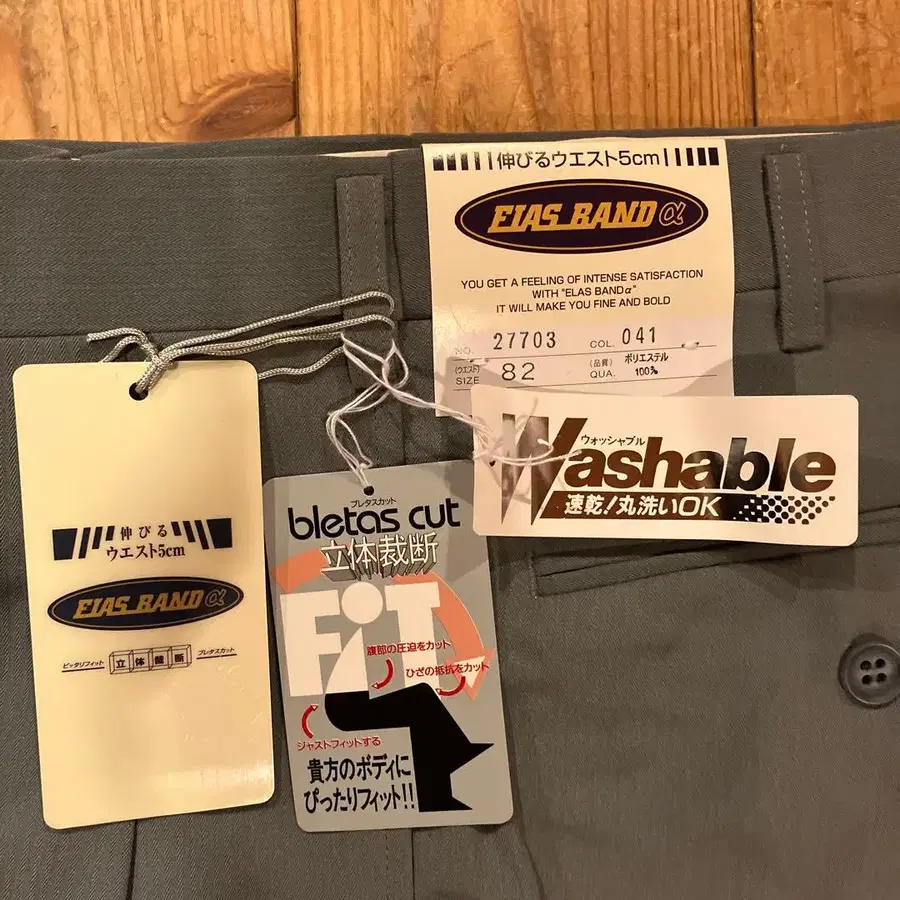 伸びるウエスト5cm
ELAS BAND α
YOU GET A FEELING OF INTENSE SATISFACTION
WITH "ELAS BANDα"
IT WILL MAKE YOU FINE AND BOLD
NO. 27703 COL. 041
(ウエスト) SIZE 82 (品質) QUA. ポリエステル 100%
ウォッシャブル
Washable
速乾!丸洗いOK
伸びる
ウエスト5cm
ELAS BAND α
ピッタリフィット 立体裁断 ブレタスカット
ブレタスカット
bletas cut
立体裁断
FiT
腹部の圧迫をカット
ひざの抵抗をカット
ジャストフィットする
貴方のボディに
ぴったりフィット!!